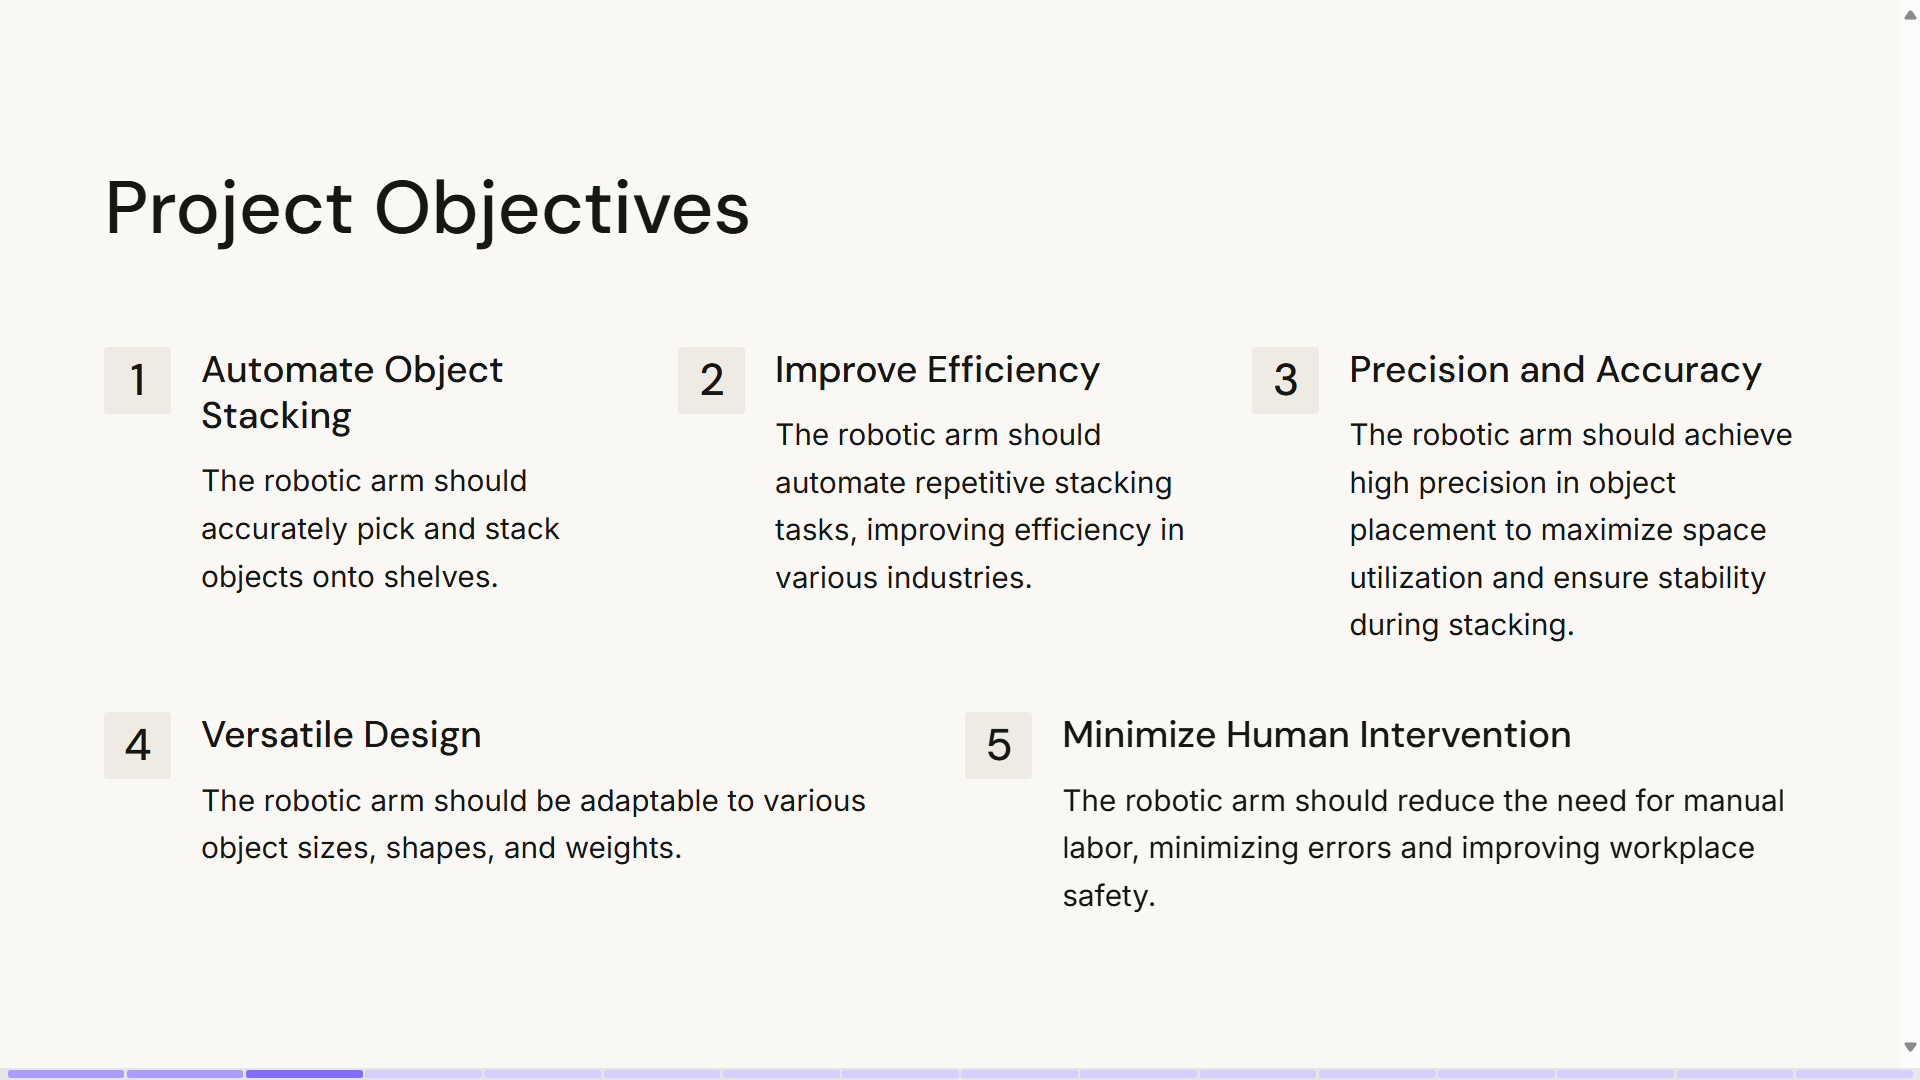 Project Objectives
1
Automate Object
Stacking
The robotic arm should
accurately pick and stack
objects onto shelves.
2
Improve Efficiency
The robotic arm should
automate repetitive stacking
tasks, improving efficiency in
various industries.
3
Precision and Accuracy
The robotic arm should achieve
high precision in object
placement to maximize space
utilization and ensure stability
during stacking.
4
Versatile Design
The robotic arm should be adaptable to various
object sizes, shapes, and weights.
5
Minimize Human Intervention
The robotic arm should reduce the need for manual
labor, minimizing errors and improving workplace
safety.